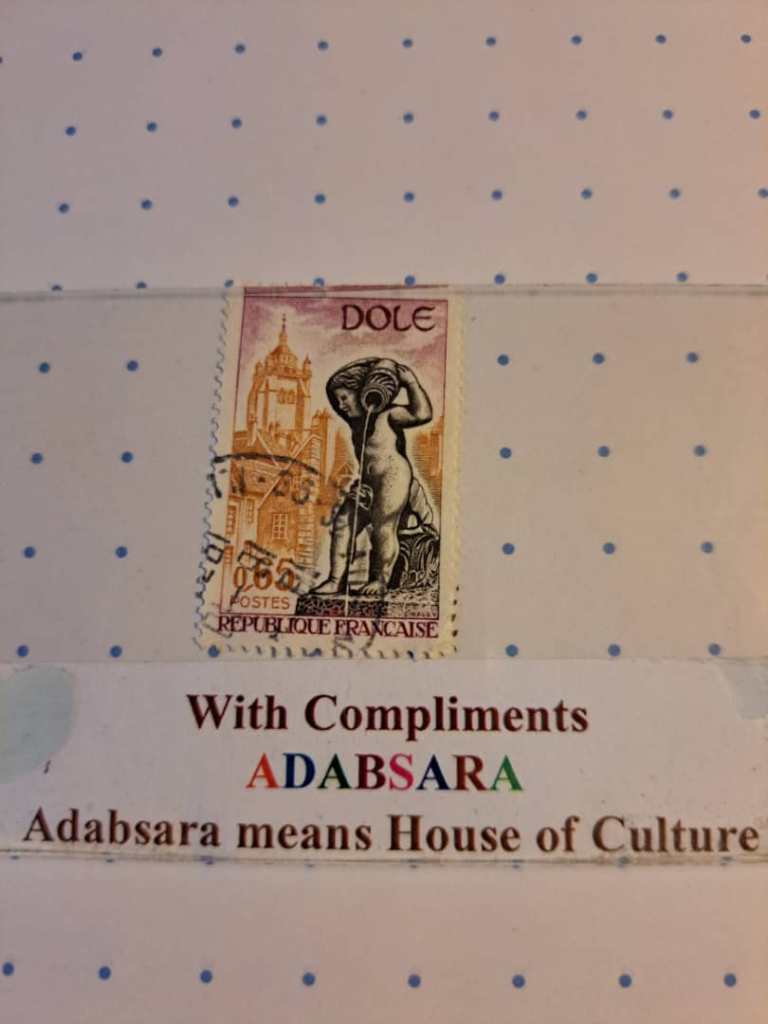 DOLE
0,65
POSTES
REPUBLIQUE FRANCAISE
With Compliments
ADABSARA
Adabsara means House of Culture